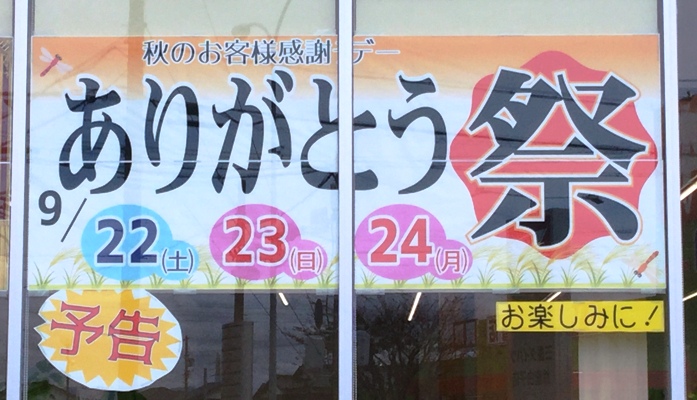 秋のお客様感謝デー
ありがとう祭
9/22(土) 23(日) 24(月)
予告
お楽しみに!